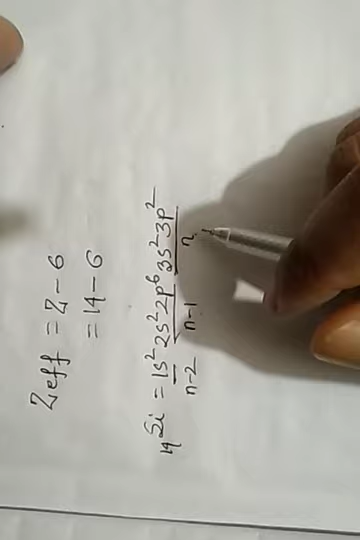 Zeff = Z - 6
= 14 - 6
₁₄Si = 1s² 2s² 2p⁶ 3s² 3p²
n-2 n-1 n